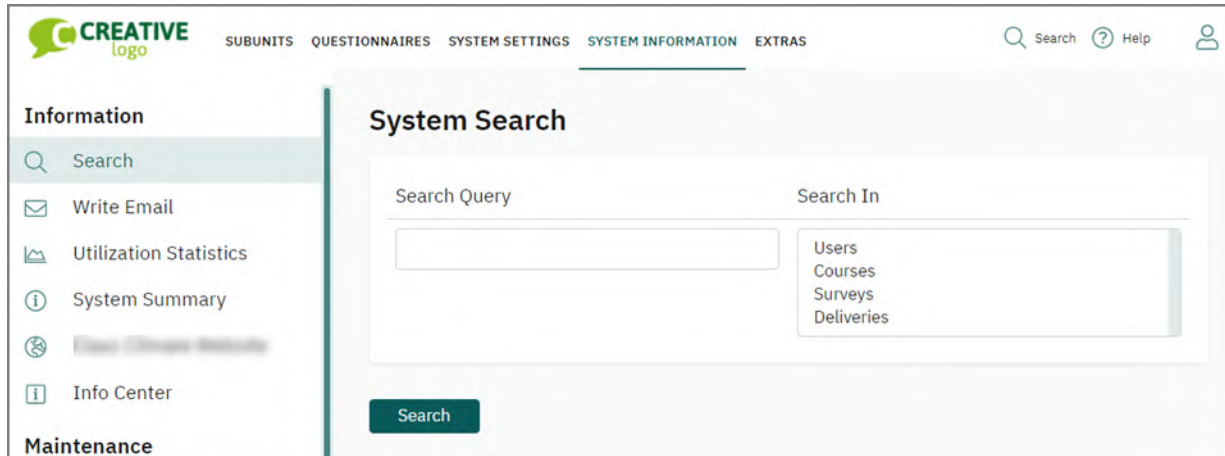 CREATIVE
logo
SUBUNITS QUESTIONNAIRES SYSTEM SETTINGS SYSTEM INFORMATION EXTRAS Search Help
Information
Search
Write Email
Utilization Statistics
System Summary
Info Center
Maintenance
System Search
Search Query Search In
Users
Courses
Surveys
Deliveries
Search